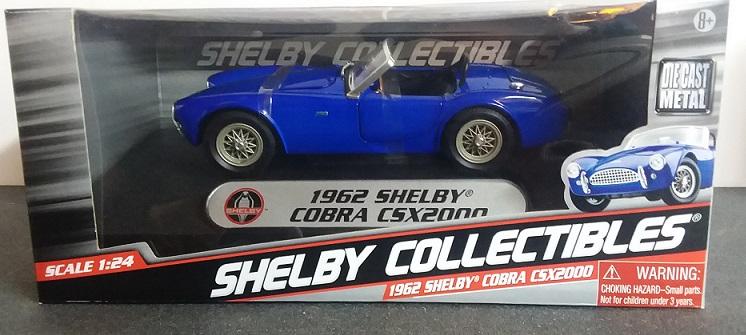 SHELBY COLLECTIBLES
8+
DIE CAST
METAL
SHELBY
1962 SHELBY®
COBRA CSX2000
SCALE 1:24
SHELBY COLLECTIBLES®
1962 SHELBY® COBRA CSX2000
WARNING:
CHOKING HAZARD–Small parts.
Not for children under 3 years.